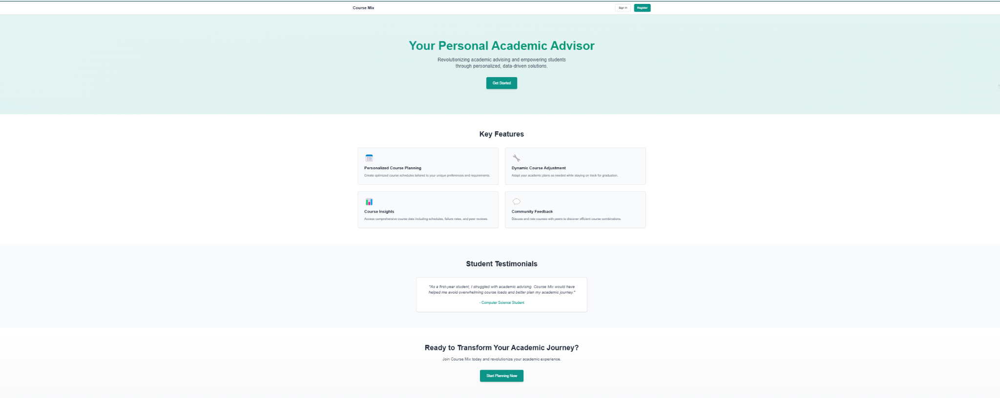 Course Mix
Sign In
Register
Your Personal Academic Advisor
Revolutionizing academic advising and empowering students
through personalized, data-driven solutions.
Get Started
Key Features
Personalized Course Planning
Create optimized course schedules tailored to your unique preferences and requirements.
Dynamic Course Adjustment
Adapt your academic plans as needed while staying on track for graduation.
Course Insights
Access comprehensive course data including schedules, failure rates, and peer reviews.
Community Feedback
Discuss and rate courses with peers to discover efficient course combinations.
Student Testimonials
"As a first-year student, I struggled with academic advising. Course Mix would have
helped me avoid overwhelming course loads and better plan my academic journey."
- Computer Science Student
Ready to Transform Your Academic Journey?
Join Course Mix today and revolutionize your academic experience.
Start Planning Now